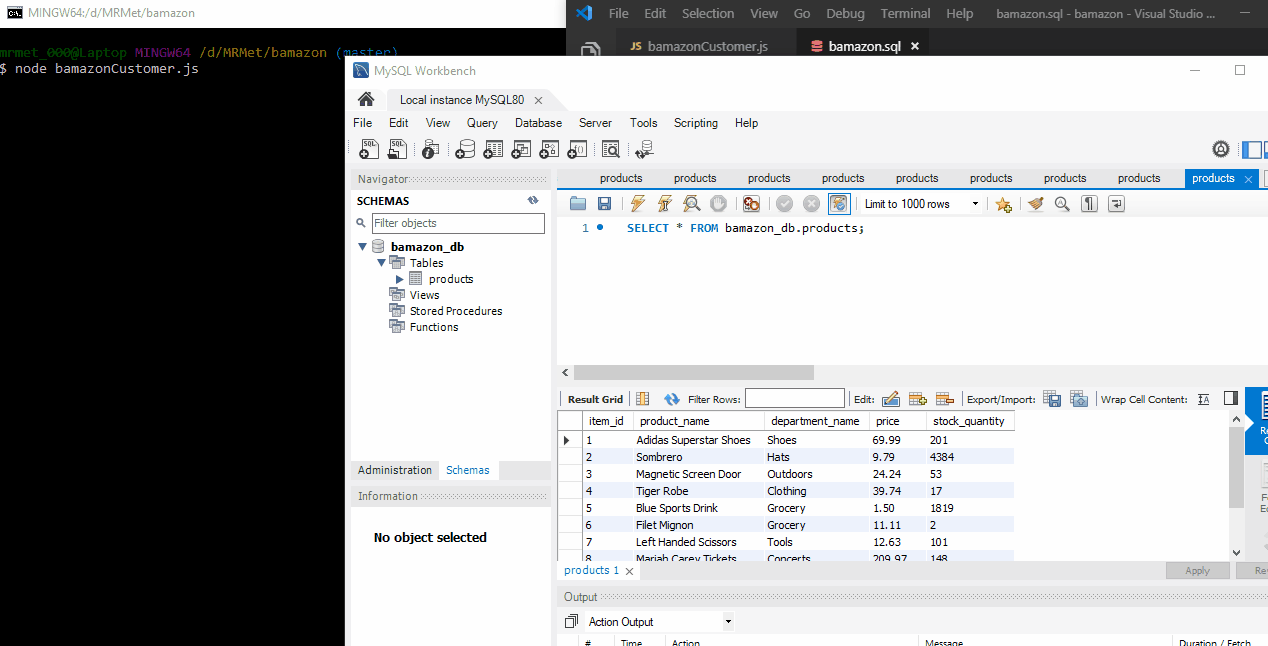 MINGW64:/d/MRMet/bamazon
mrmet_000@Laptop MINGW64 /d/MRMet/bamazon (master)
$ node bamazonCustomer.js
File Edit Selection View Go Debug Terminal Help bamazon.sql - bamazon - Visual Studio ...
JS bamazonCustomer.js bamazon.sql
MySQL Workbench
Local instance MySQL80
File Edit View Query Database Server Tools Scripting Help
Navigator
SCHEMAS
Filter objects
bamazon_db
Tables
products
Views
Stored Procedures
Functions
Administration Schemas
Information
No object selected
products products products products products products products products products
Limit to 1000 rows
1 SELECT * FROM bamazon_db.products;
Result Grid Filter Rows: Edit: Export/Import: Wrap Cell Content:
item_id product_name department_name price stock_quantity
1 Adidas Superstar Shoes Shoes 69.99 201
2 Sombrero Hats 9.79 4384
3 Magnetic Screen Door Outdoors 24.24 53
4 Tiger Robe Clothing 39.74 17
5 Blue Sports Drink Grocery 1.50 1819
6 Filet Mignon Grocery 11.11 2
7 Left Handed Scissors Tools 12.63 101
8 Mariah Carey Tickets Concerts 209.97 148
products 1
Apply
Output
Action Output
# Time Action Message Duration / Fetch